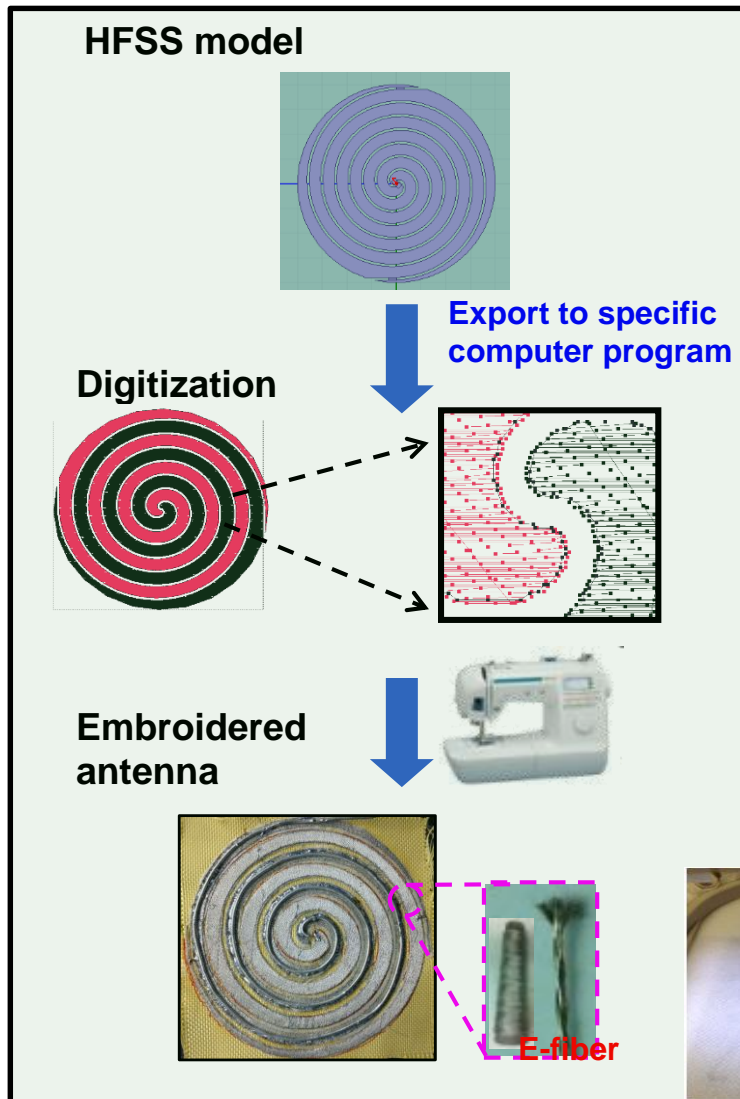 HFSS model
Export to specific
computer program
Digitization
Embroidered
antenna
E-fiber